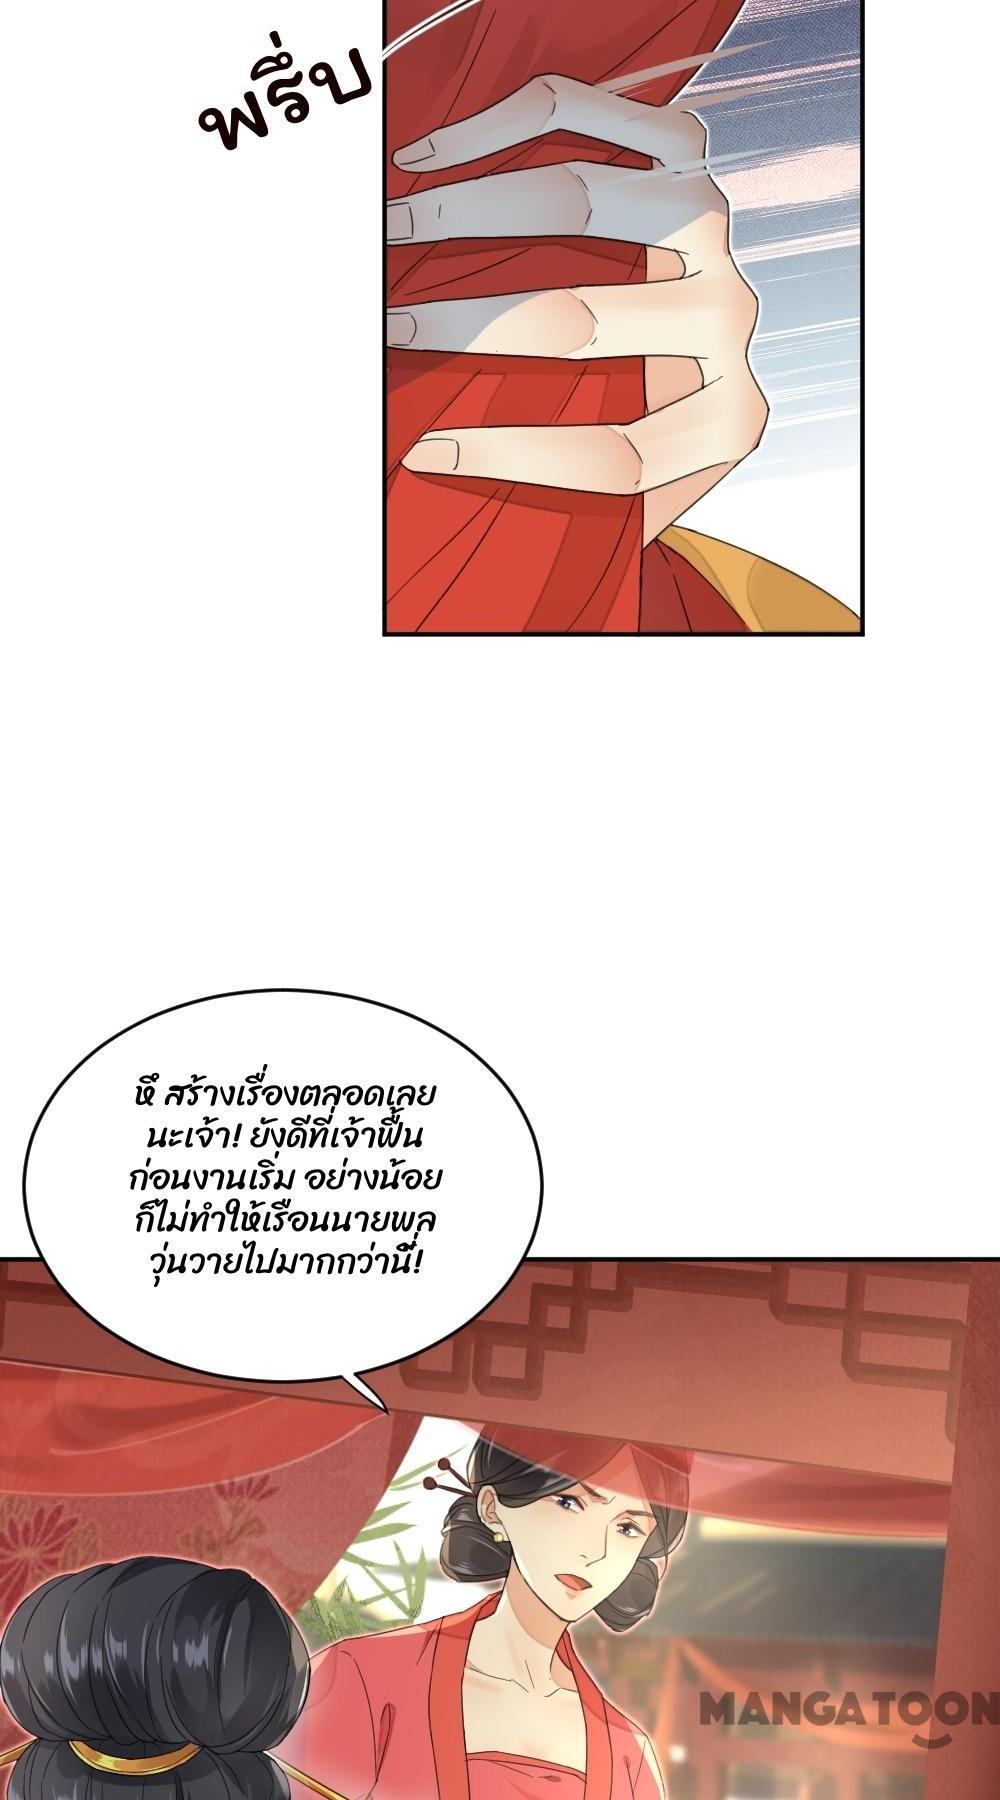 พรึ่บ
หึ สร้างเรื่องตลอดเลย
นะเจ้า! ยังดีที่เจ้าฟื้น
ก่อนงานเริ่ม อย่างน้อย
ก็ไม่ทำให้เรือนนายพล
วุ่นวายไปมากกว่านี้!
MANGATOON